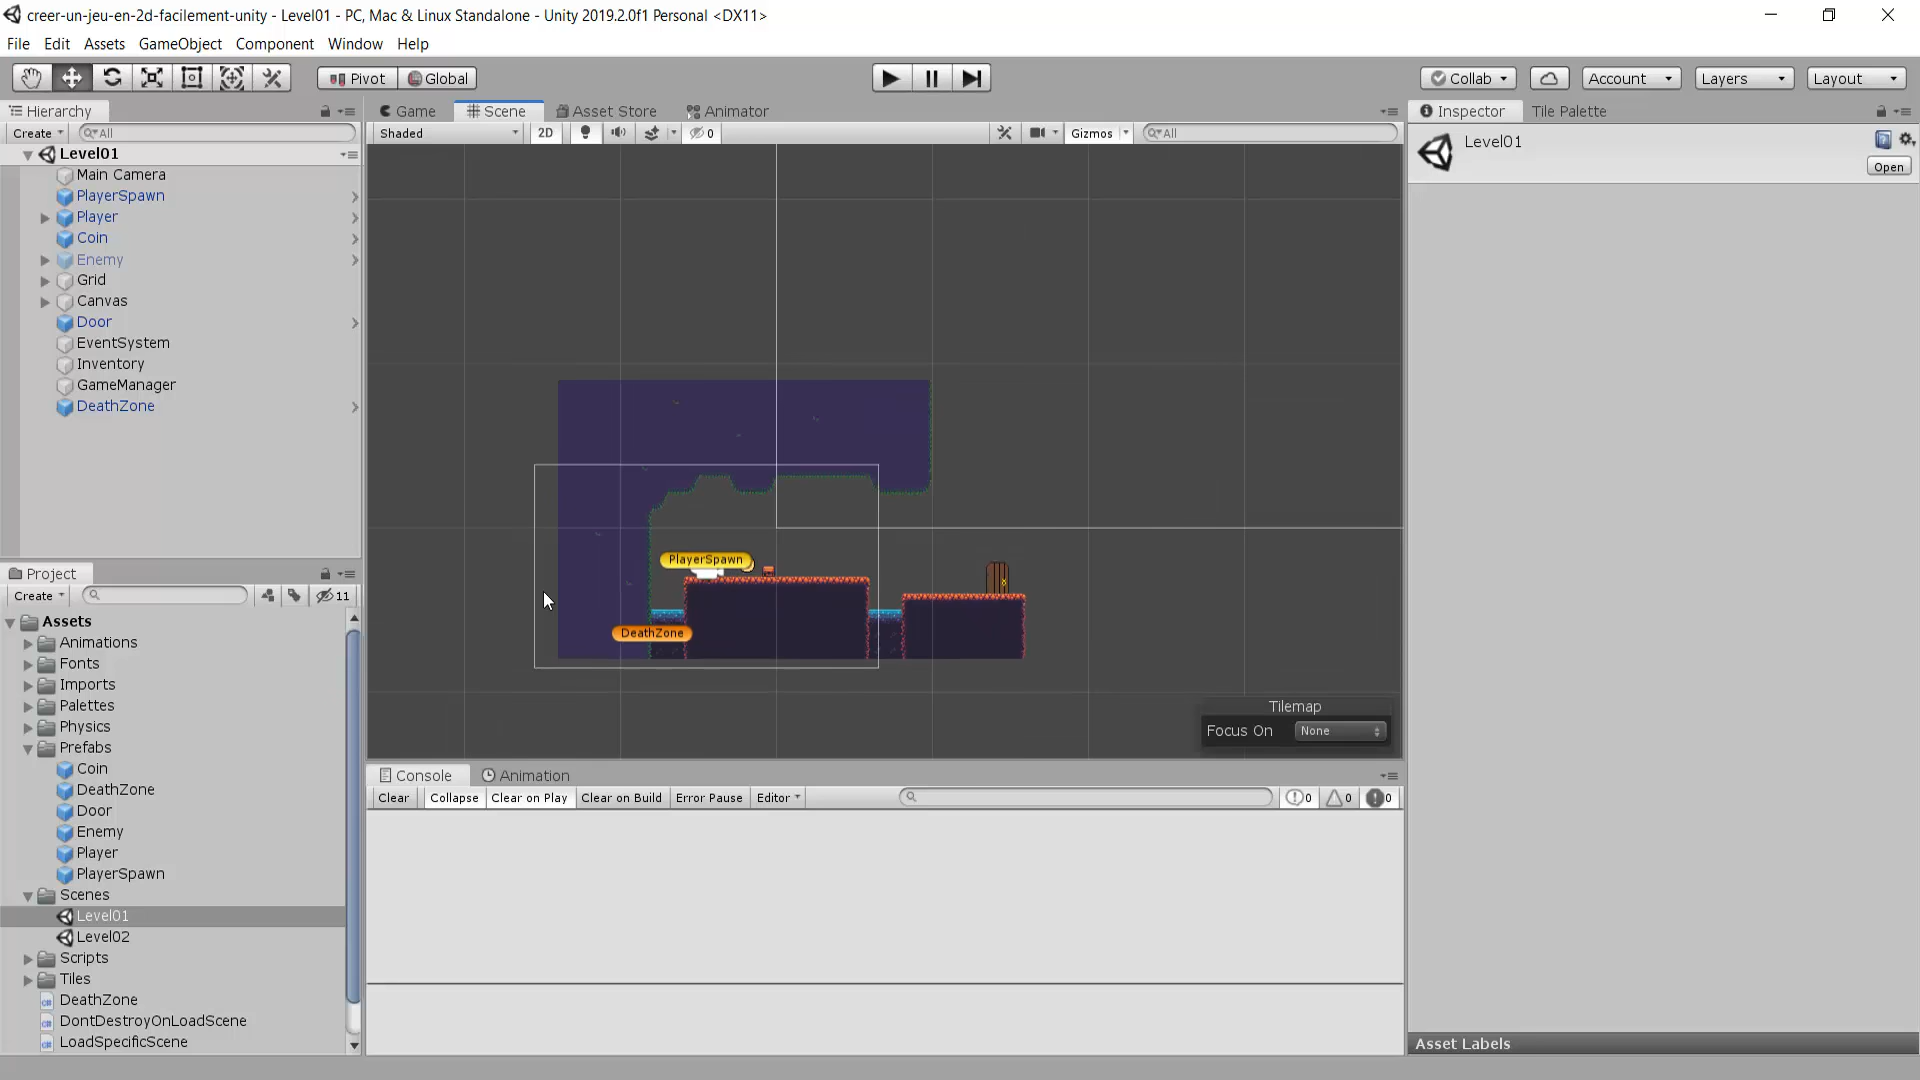 creer-un-jeu-en-2d-facilement-unity - Level01 - PC, Mac & Linux Standalone - Unity 2019.2.0f1 Personal <DX11>
File Edit Assets GameObject Component Window Help
Pivot Global Collab Account Layers Layout
Hierarchy
Create All
Level01
Main Camera
PlayerSpawn
Player
Coin
Enemy
Grid
Canvas
Door
EventSystem
Inventory
GameManager
DeathZone
Game Scene Asset Store Animator
Shaded 2D 0 Gizmos All
PlayerSpawn
DeathZone
Tilemap
Focus On None
Inspector Tile Palette
Level01
Open
Project
Create 11
Assets
Animations
Fonts
Imports
Palettes
Physics
Prefabs
Coin
DeathZone
Door
Enemy
Player
PlayerSpawn
Scenes
Level01
Level02
Scripts
Tiles
DeathZone
DontDestroyOnLoadScene
LoadSpecificScene
Console Animation
Clear Collapse Clear on Play Clear on Build Error Pause Editor 0 0 0
Asset Labels